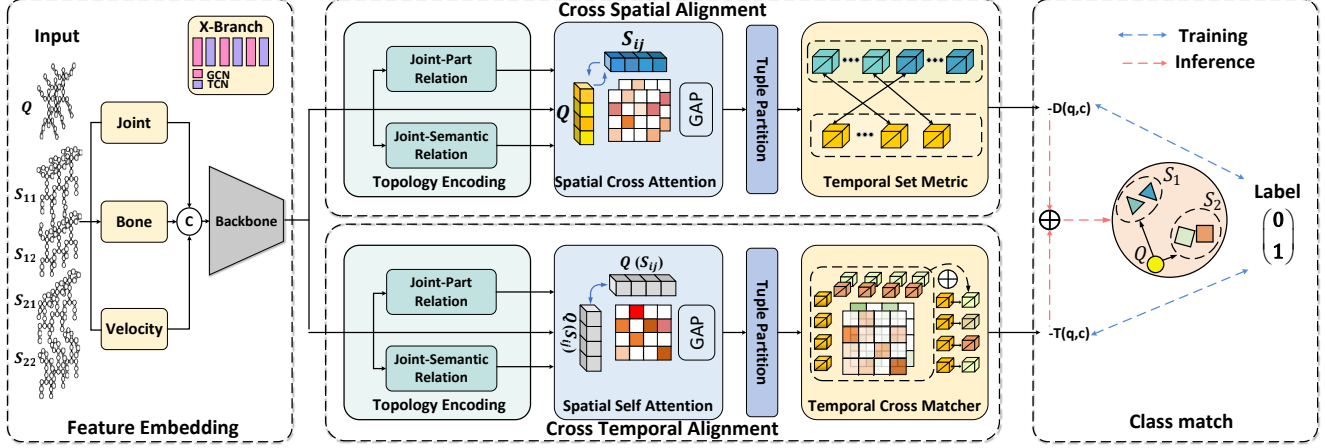 Input
X-Branch
GCN
TCN
Q
S11
S12
S21
S22
Joint
Bone
Velocity
C
Backbone
Feature Embedding
Cross Spatial Alignment
Joint-Part
Relation
Joint-Semantic
Relation
Topology Encoding
Sij
Q
GAP
Spatial Cross Attention
Tuple Partition
Temporal Set Metric
Joint-Part
Relation
Joint-Semantic
Relation
Topology Encoding
Q (Sij)
Q(Sij)
GAP
Spatial Self Attention
Tuple Partition
Temporal Cross Matcher
Cross Temporal Alignment
Training
Inference
-D(q,c)
S1
S2
Q
Label
0
1
-T(q,c)
Class match